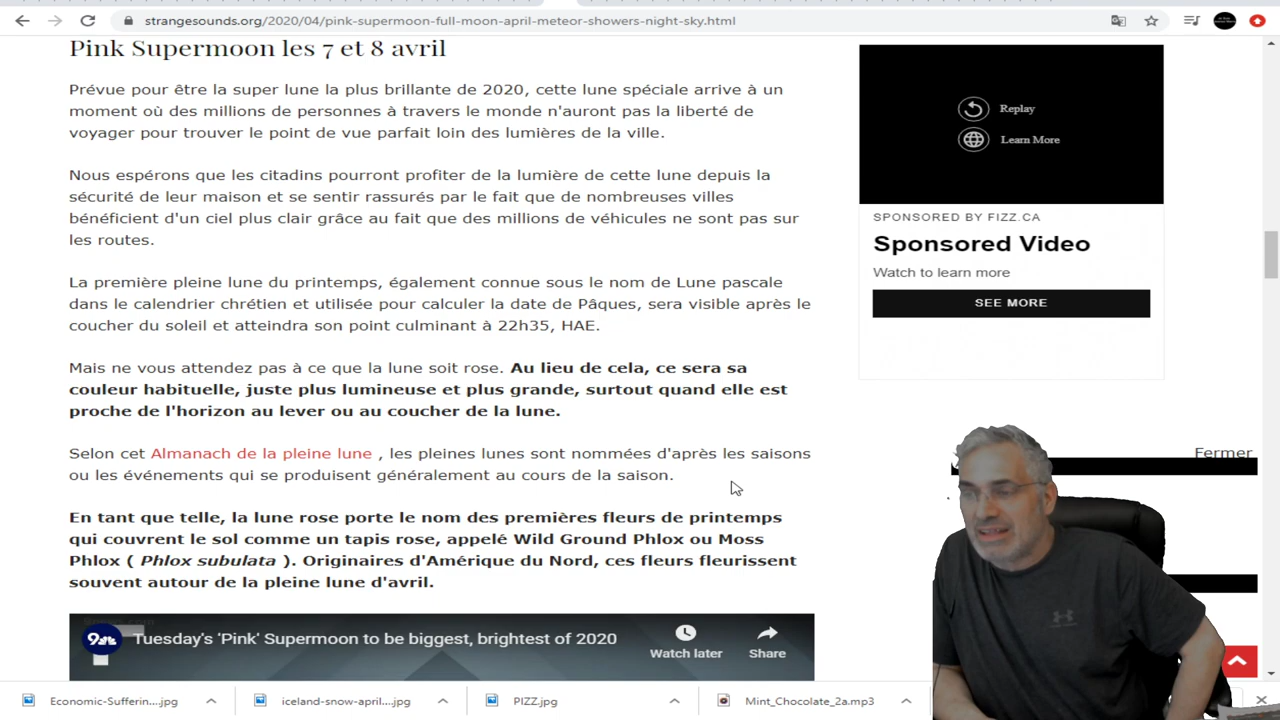 strangesounds.org/2020/04/pink-supermoon-full-moon-april-meteor-showers-night-sky.html
Pink Supermoon les 7 et 8 avril
Prévue pour être la super lune la plus brillante de 2020, cette lune spéciale arrive à un
moment où des millions de personnes à travers le monde n'auront pas la liberté de
voyager pour trouver le point de vue parfait loin des lumières de la ville.
Nous espérons que les citadins pourront profiter de la lumière de cette lune depuis la
sécurité de leur maison et se sentir rassurés par le fait que de nombreuses villes
bénéficient d'un ciel plus clair grâce au fait que des millions de véhicules ne sont pas sur
les routes.
La première pleine lune du printemps, également connue sous le nom de Lune pascale
dans le calendrier chrétien et utilisée pour calculer la date de Pâques, sera visible après le
coucher du soleil et atteindra son point culminant à 22h35, HAE.
Mais ne vous attendez pas à ce que la lune soit rose. Au lieu de cela, ce sera sa
couleur habituelle, juste plus lumineuse et plus grande, surtout quand elle est
proche de l'horizon au lever ou au coucher de la lune.
Selon cet Almanach de la pleine lune , les pleines lunes sont nommées d'après les saisons
ou les événements qui se produisent généralement au cours de la saison.
En tant que telle, la lune rose porte le nom des premières fleurs de printemps
qui couvrent le sol comme un tapis rose, appelé Wild Ground Phlox ou Moss
Phlox ( Phlox subulata ). Originaires d'Amérique du Nord, ces fleurs fleurissent
souvent autour de la pleine lune d'avril.
9
Tuesday's 'Pink' Supermoon to be biggest, brightest of 2020
Watch later
Share
Replay
Learn More
SPONSORED BY FIZZ.CA
Sponsored Video
Watch to learn more
SEE MORE
Fermer
Economic-Sufferin....jpg
iceland-snow-april....jpg
PIZZ.jpg
Mint_Chocolate_2a.mp3